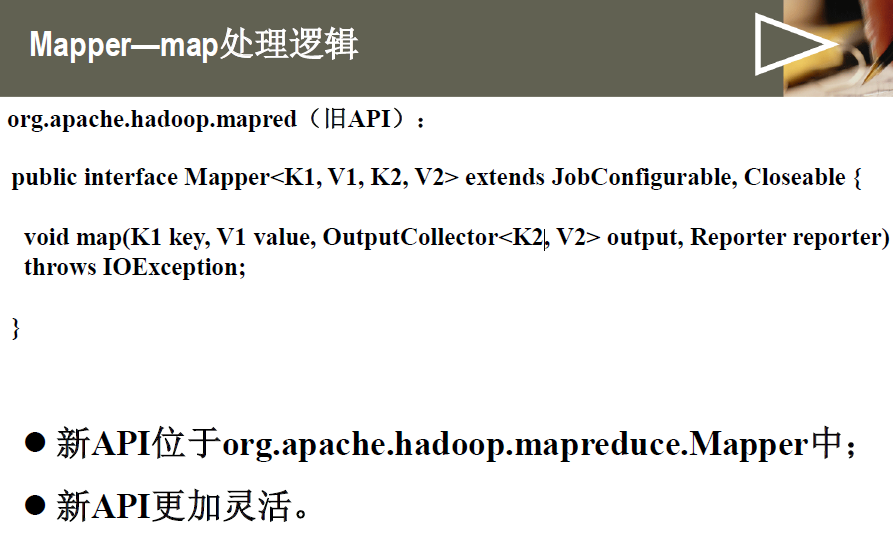 Mapper—map处理逻辑
org.apache.hadoop.mapred（旧API）：
public interface Mapper<K1, V1, K2, V2> extends JobConfigurable, Closeable {
void map(K1 key, V1 value, OutputCollector<K2, V2> output, Reporter reporter)
throws IOException;
}
● 新API位于org.apache.hadoop.mapreduce.Mapper中；
● 新API更加灵活。